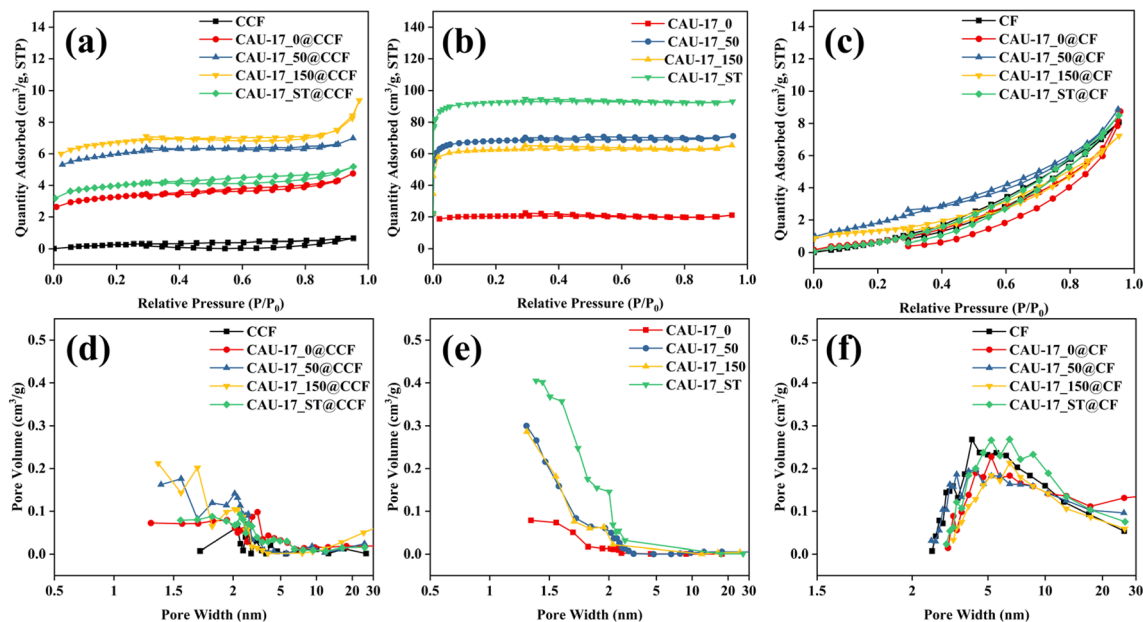 (a)
CCF
CAU-17_0@CCF
CAU-17_50@CCF
CAU-17_150@CCF
CAU-17_ST@CCF
Quantity Adsorbed (cm³/g, STP)
14
12
10
8
6
4
2
0
0.0 0.2 0.4 0.6 0.8 1.0
Relative Pressure (P/P₀)
(b)
CAU-17_0
CAU-17_50
CAU-17_150
CAU-17_ST
Quantity Adsorbed (cm³/g, STP)
140
120
100
80
60
40
20
0
0.0 0.2 0.4 0.6 0.8 1.0
Relative Pressure (P/P₀)
(c)
CF
CAU-17_0@CF
CAU-17_50@CF
CAU-17_150@CF
CAU-17_ST@CF
Quantity Adsorbed (cm³/g, STP)
14
12
10
8
6
4
2
0
0.0 0.2 0.4 0.6 0.8 1.0
Relative Pressure (P/P₀)
(d)
CCF
CAU-17_0@CCF
CAU-17_50@CCF
CAU-17_150@CCF
CAU-17_ST@CCF
Pore Volume (cm³/g)
0.5
0.4
0.3
0.2
0.1
0.0
0.5 1 1.5 2 5 10 20 30
Pore Width (nm)
(e)
CAU-17_0
CAU-17_50
CAU-17_150
CAU-17_ST
Pore Volume (cm³/g)
0.5
0.4
0.3
0.2
0.1
0.0
0.5 1 1.5 2 5 10 20 30
Pore Width (nm)
(f)
CF
CAU-17_0@CF
CAU-17_50@CF
CAU-17_150@CF
CAU-17_ST@CF
Pore Volume (cm³/g)
0.5
0.4
0.3
0.2
0.1
0.0
1.5 2 5 10 20 30
Pore Width (nm)